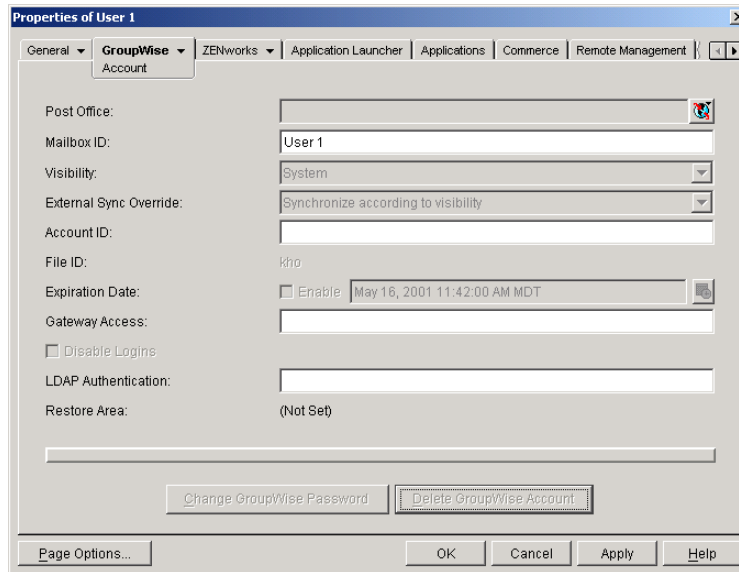 Properties of User 1
General GroupWise ZENworks Application Launcher Applications Commerce Remote Management
Account
Post Office:
Mailbox ID: User 1
Visibility: System
External Sync Override: Synchronize according to visibility
Account ID:
File ID: kho
Expiration Date: Enable May 16, 2001 11:42:00 AM MDT
Gateway Access:
Disable Logins
LDAP Authentication:
Restore Area: (Not Set)
Change GroupWise Password Delete GroupWise Account
Page Options... OK Cancel Apply Help